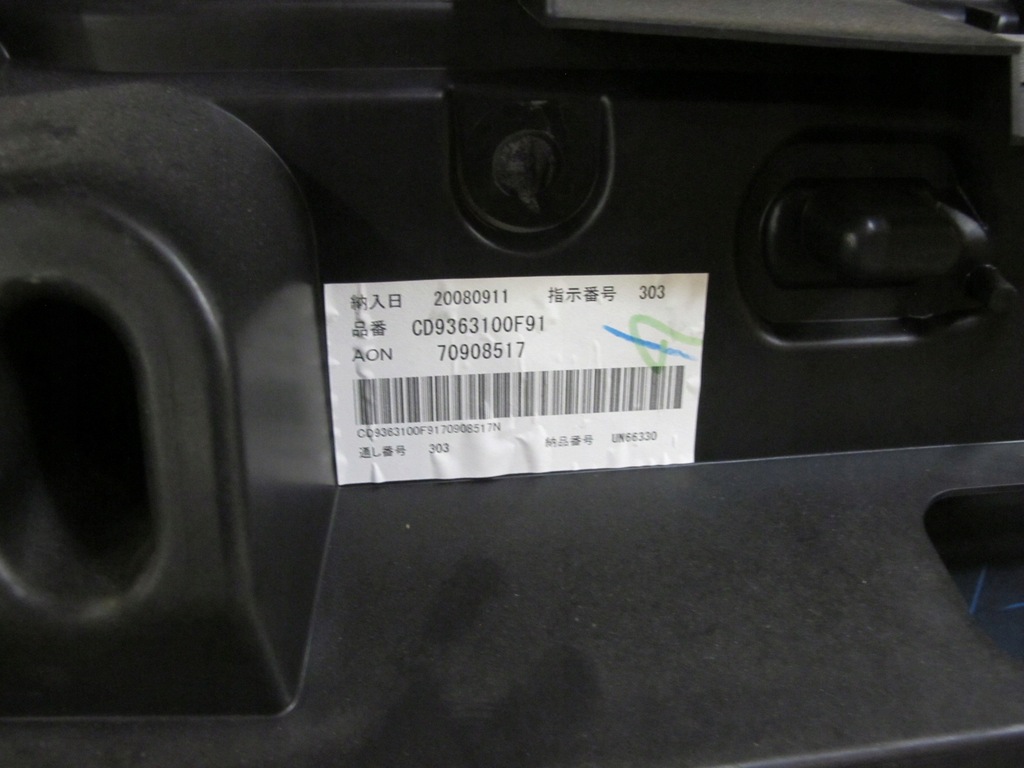 納入日 20080911 指示番号 303
品番 CD9363100F91
AON 70908517
CD9363100F9170908517N
通し番号 303 納品番号 UN66330